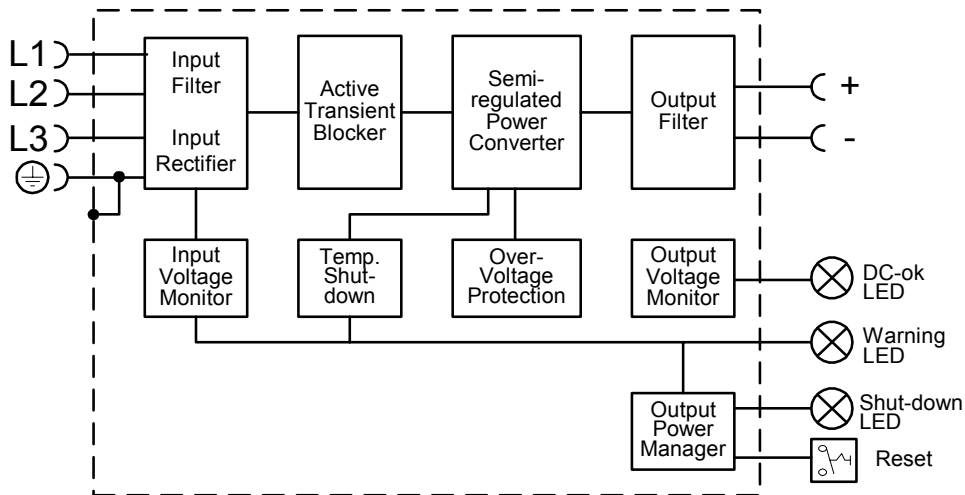 L1
L2
L3
Input
Filter
Input
Rectifier
Active
Transient
Blocker
Semi-
regulated
Power
Converter
Output
Filter
+
-
Input
Voltage
Monitor
Temp.
Shut-
down
Over-
Voltage
Protection
Output
Voltage
Monitor
DC-ok
LED
Warning
LED
Output
Power
Manager
Shut-down
LED
Reset